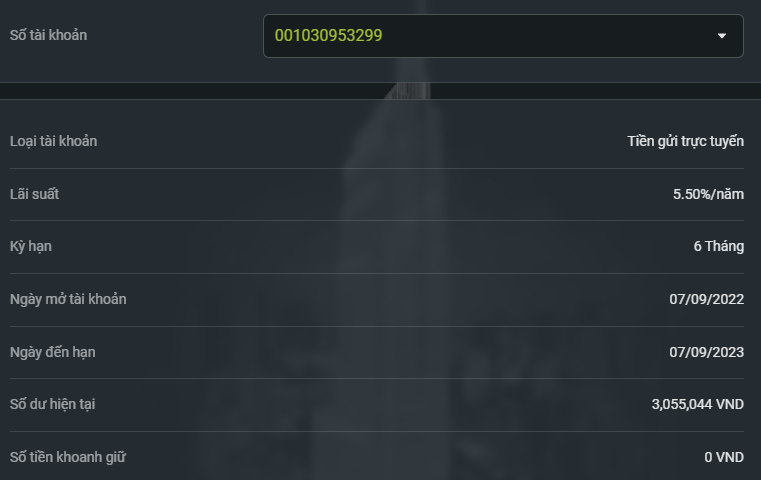 Số tài khoản 001030953299
Loại tài khoản Tiền gửi trực tuyến
Lãi suất 5.50%/năm
Kỳ hạn 6 Tháng
Ngày mở tài khoản 07/09/2022
Ngày đến hạn 07/09/2023
Số dư hiện tại 3,055,044 VND
Số tiền khoanh giữ 0 VND